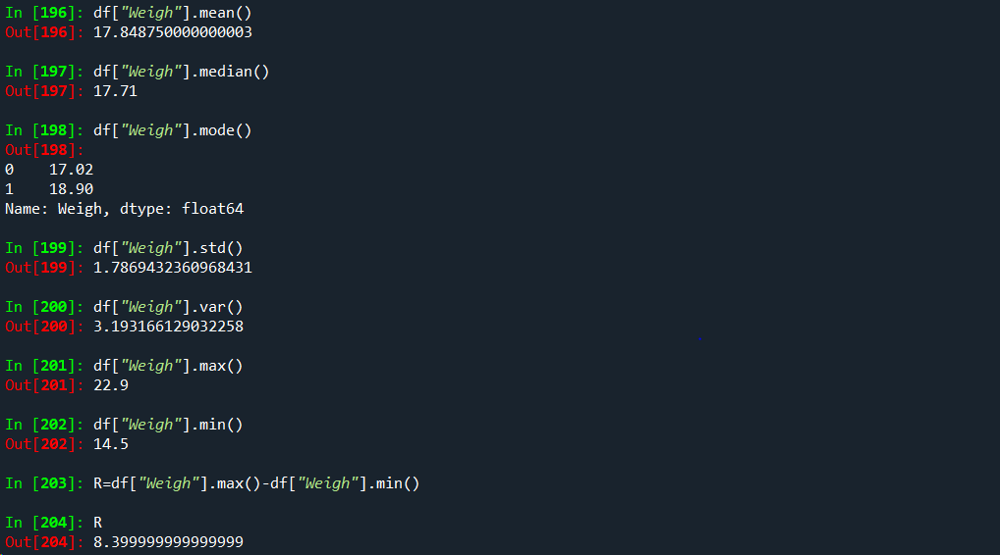 In [196]: df["Weigh"].mean()
Out[196]: 17.848750000000003
In [197]: df["Weigh"].median()
Out[197]: 17.71
In [198]: df["Weigh"].mode()
Out[198]:
0    17.02
1    18.90
Name: Weigh, dtype: float64
In [199]: df["Weigh"].std()
Out[199]: 1.7869432360968431
In [200]: df["Weigh"].var()
Out[200]: 3.193166129032258
In [201]: df["Weigh"].max()
Out[201]: 22.9
In [202]: df["Weigh"].min()
Out[202]: 14.5
In [203]: R=df["Weigh"].max()-df["Weigh"].min()
In [204]: R
Out[204]: 8.399999999999999